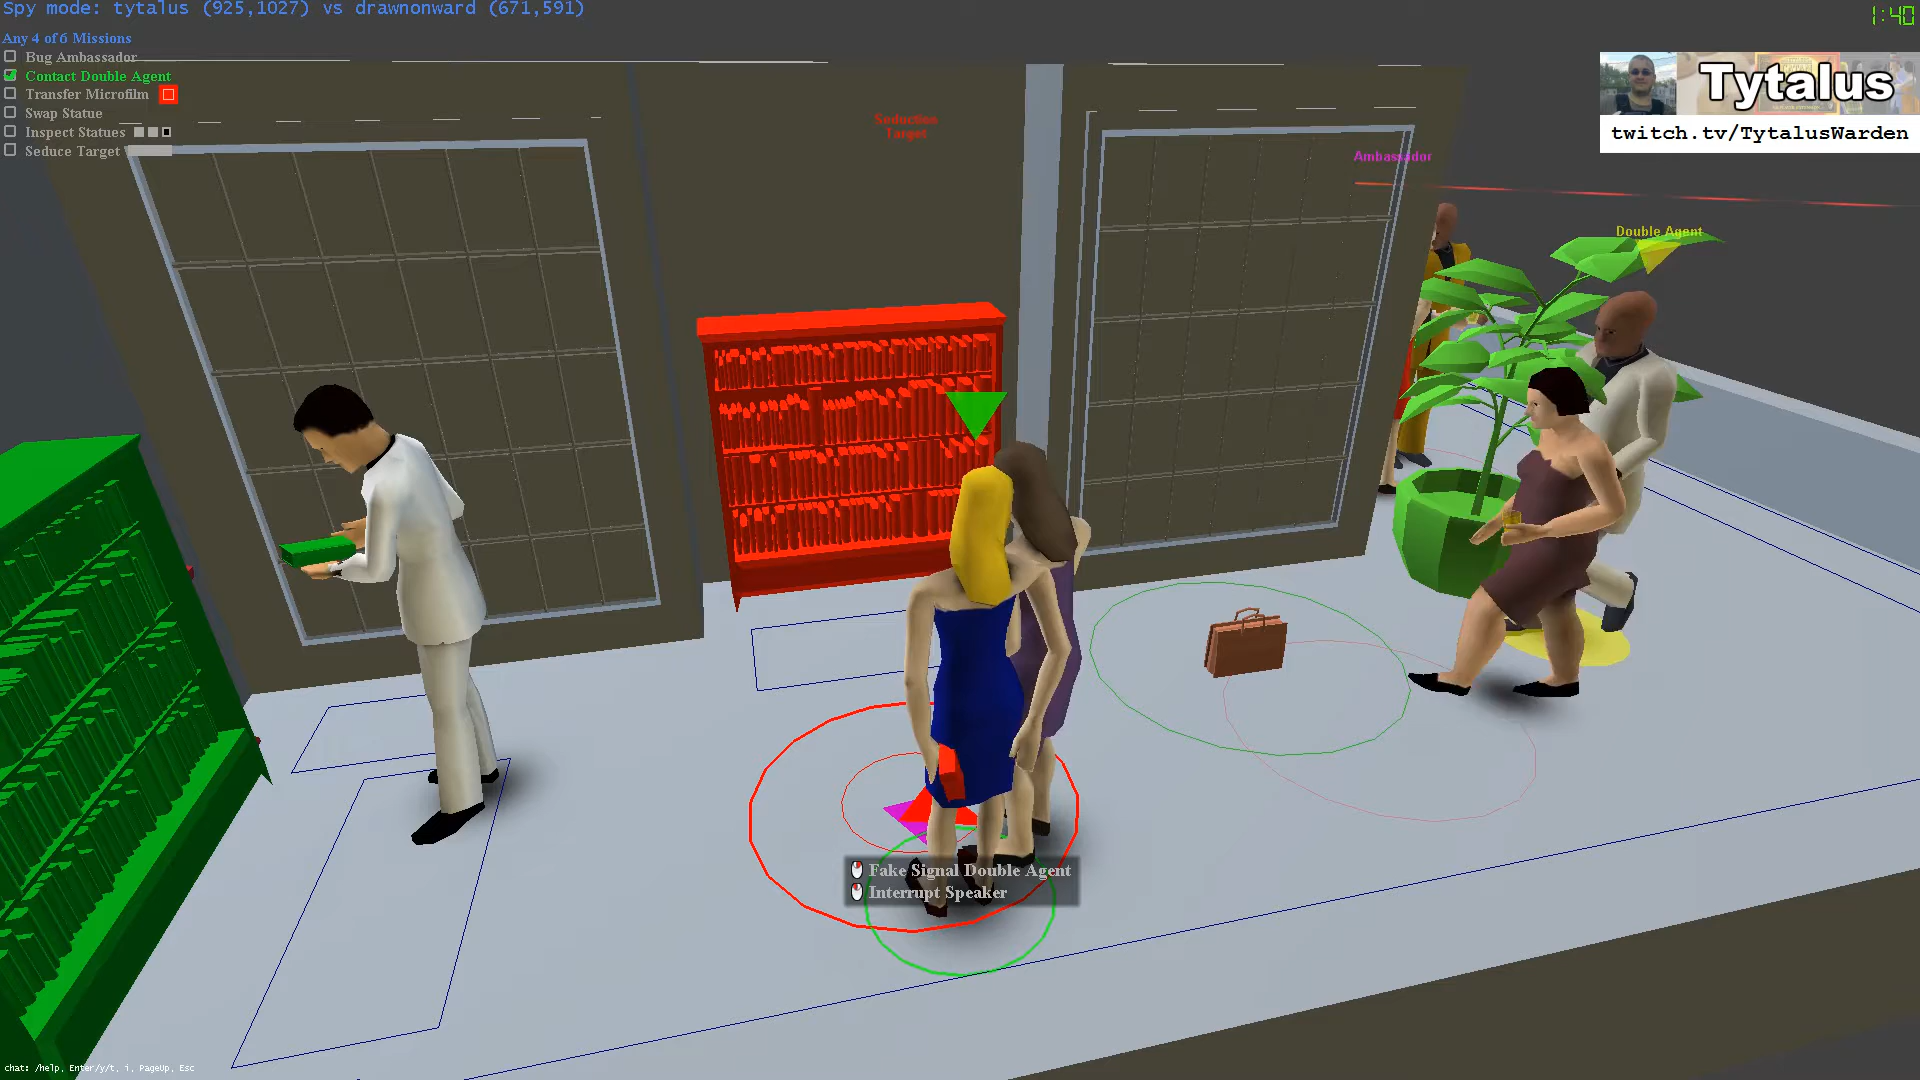 Spy mode: tytalus (925,1027) vs drawnonward (671,591)
1:40
Any 4 of 6 Missions
Bug Ambassador
Contact Double Agent
Transfer Microfilm
Swap Statue
Inspect Statues
Seduce Target
Seduction
Target
Ambassador
Double Agent
Tytalus
twitch.tv/TytalusWarden
Fake Signal Double Agent
Interrupt Speaker
chat: /help, Enter/y/t, i, PageUp, Esc